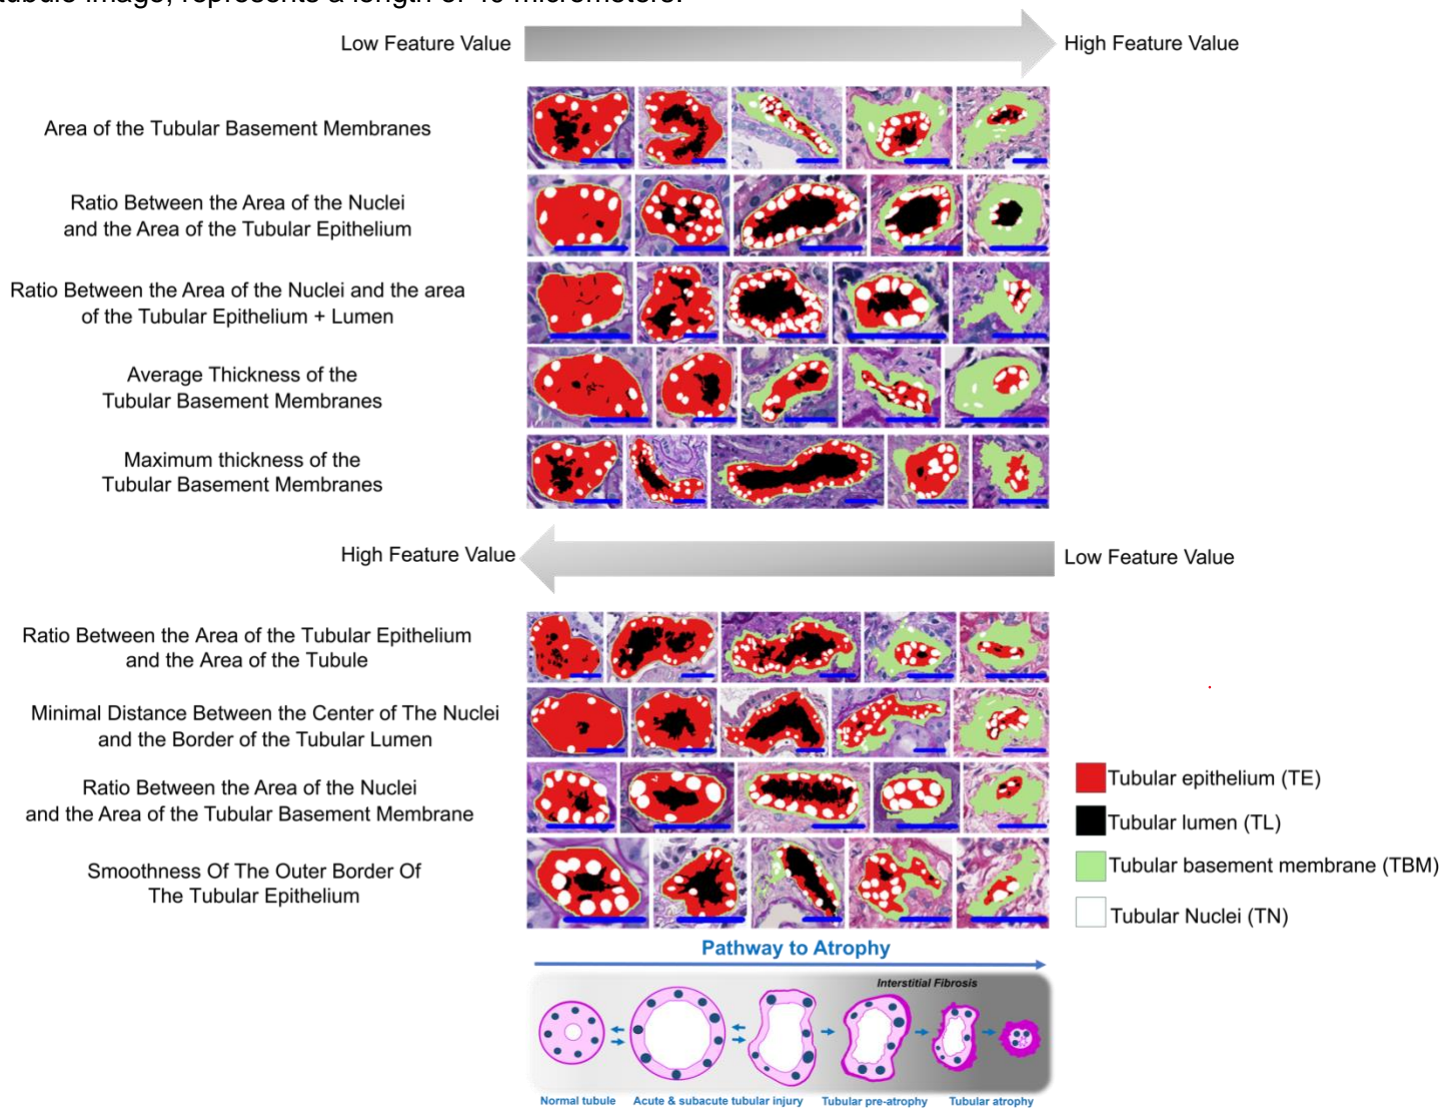 tubule image, represents a length of 40 micrometers.
Low Feature Value
High Feature Value
Area of the Tubular Basement Membranes
Ratio Between the Area of the Nuclei
and the Area of the Tubular Epithelium
Ratio Between the Area of the Nuclei and the area
of the Tubular Epithelium + Lumen
Average Thickness of the
Tubular Basement Membranes
Maximum thickness of the
Tubular Basement Membranes
High Feature Value
Low Feature Value
Ratio Between the Area of the Tubular Epithelium
and the Area of the Tubule
Minimal Distance Between the Center of The Nuclei
and the Border of the Tubular Lumen
Ratio Between the Area of the Nuclei
and the Area of the Tubular Basement Membrane
Smoothness Of The Outer Border Of
The Tubular Epithelium
Tubular epithelium (TE)
Tubular lumen (TL)
Tubular basement membrane (TBM)
Tubular Nuclei (TN)
Pathway to Atrophy
Interstitial Fibrosis
Normal tubule
Acute & subacute tubular injury
Tubular pre-atrophy
Tubular atrophy